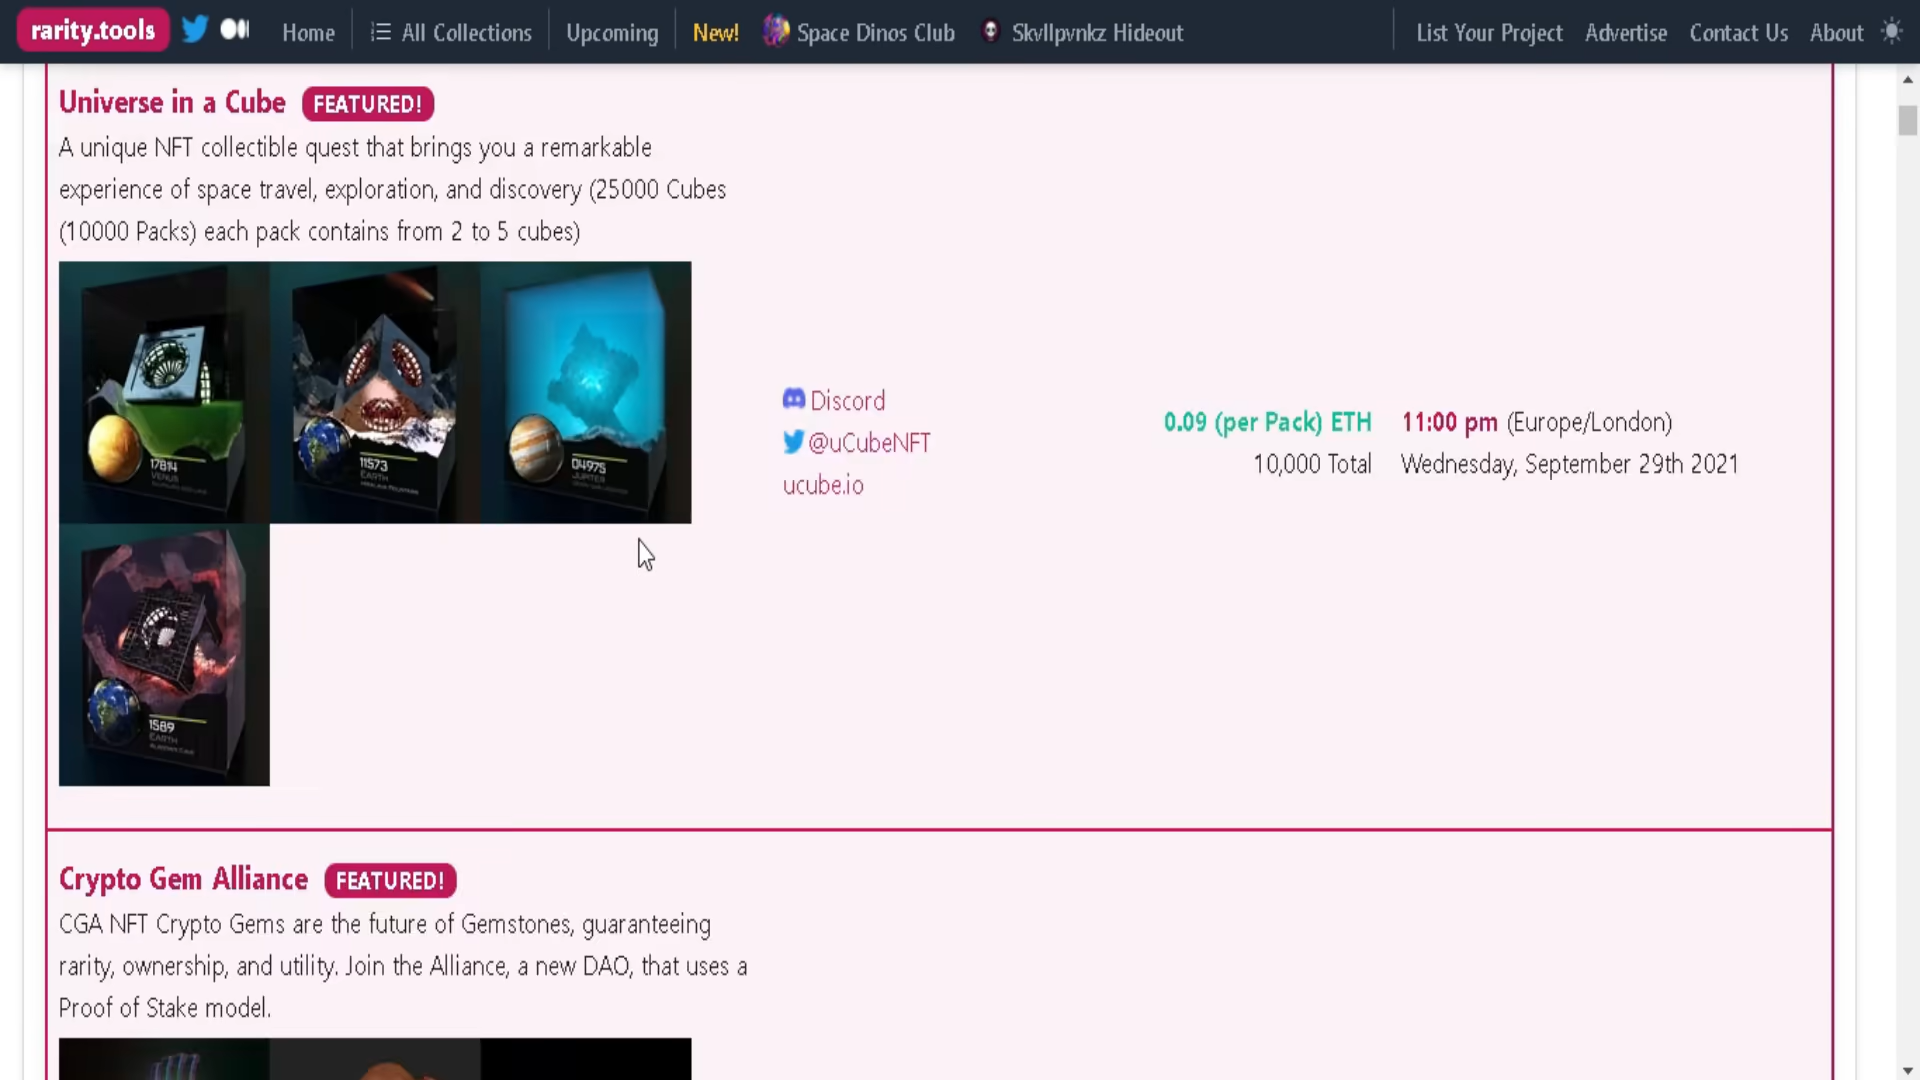 rarity.tools Home All Collections Upcoming New! Space Dinos Club Skvllpvnkz Hideout List Your Project Advertise Contact Us About
Universe in a Cube FEATURED!
A unique NFT collectible quest that brings you a remarkable
experience of space travel, exploration, and discovery (25000 Cubes
(10000 Packs) each pack contains from 2 to 5 cubes)
17814
VENUS
11573
EARTH
04975
JUPITER
Discord
@uCubeNFT
ucube.io
0.09 (per Pack) ETH
10,000 Total
11:00 pm (Europe/London)
Wednesday, September 29th 2021
1589
EARTH
Crypto Gem Alliance FEATURED!
CGA NFT Crypto Gems are the future of Gemstones, guaranteeing
rarity, ownership, and utility. Join the Alliance, a new DAO, that uses a
Proof of Stake model.